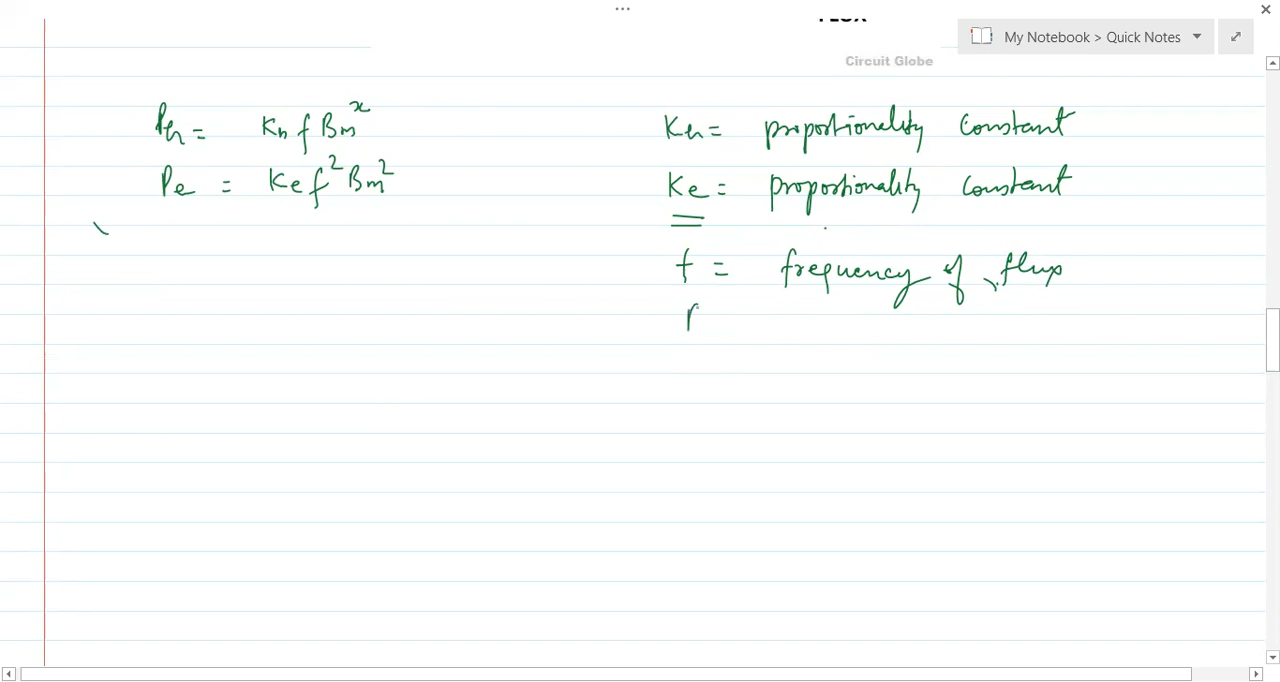 My Notebook > Quick Notes
Circuit Globe
Ph = Kh f Bm^x
Pe = Ke f^2 Bm^2
Kh = proportionality constant
Ke = proportionality constant
f = frequency of flux